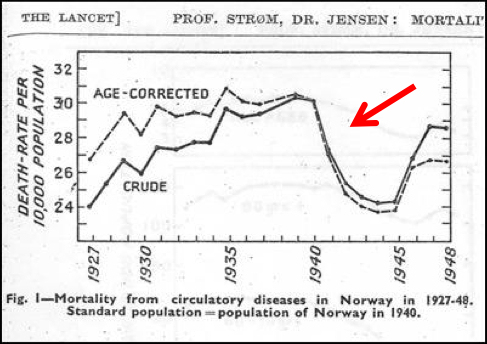 THE LANCET] PROF. STRØM, DR. JENSEN: MORTALI
DEATH-RATE PER
10,000 POPULATION
32
30
28
26
24
AGE-CORRECTED
CRUDE
1927
1930
1935
1940
1945
1948
Fig. 1—Mortality from circulatory diseases in Norway in 1927-48.
Standard population = population of Norway in 1940.